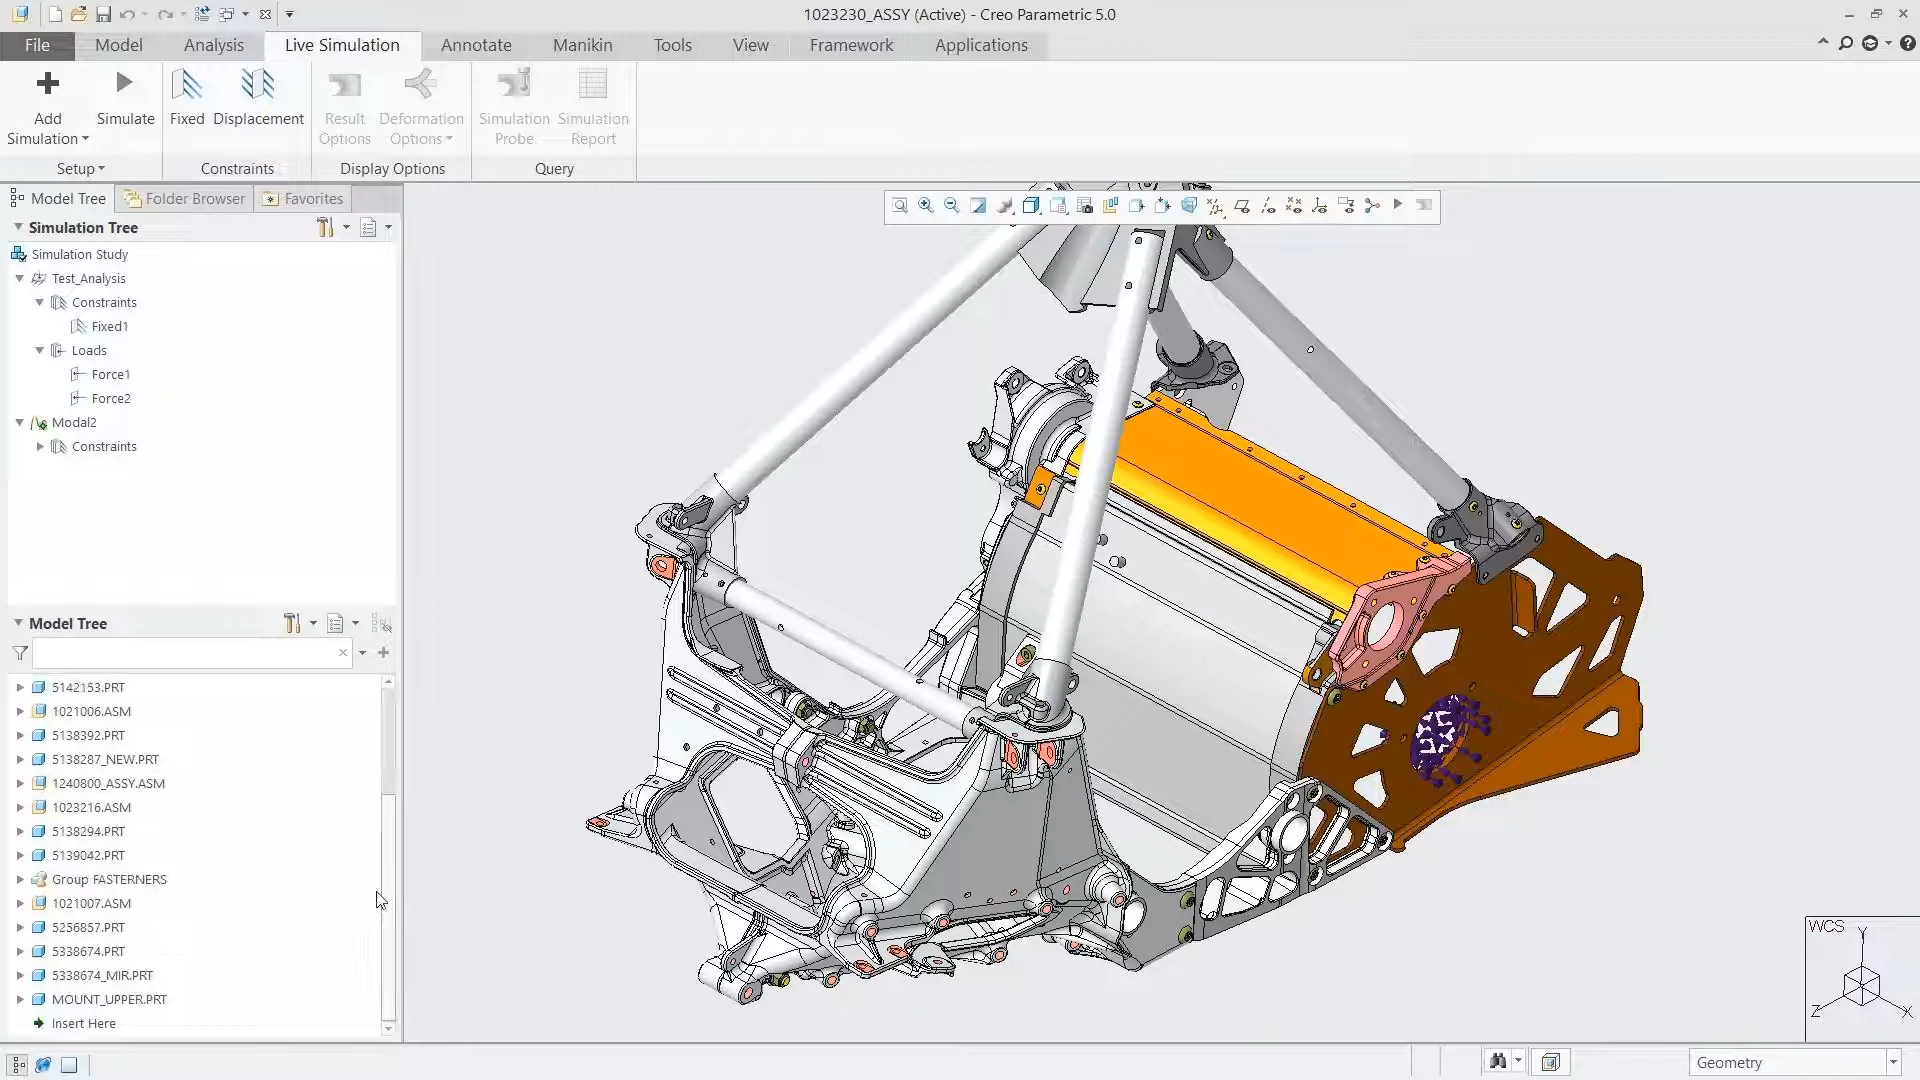 1023230_ASSY (Active) - Creo Parametric 5.0
File Model Analysis Live Simulation Annotate Manikin Tools View Framework Applications
Add Simulation
Simulate
Fixed
Displacement
Result Options
Deformation Options
Simulation Probe
Simulation Report
Setup Constraints Display Options Query
Model Tree Folder Browser Favorites
Simulation Tree
Simulation Study
Test_Analysis
Constraints
Fixed1
Loads
Force1
Force2
Modal2
Constraints
Model Tree
5142153.PRT
1021006.ASM
5138392.PRT
5138287_NEW.PRT
1240800_ASSY.ASM
1023216.ASM
5138294.PRT
5139042.PRT
Group FASTERNERS
1021007.ASM
5256857.PRT
5338674.PRT
5338674_MIR.PRT
MOUNT_UPPER.PRT
Insert Here
WCS
Y
Z
X
Geometry